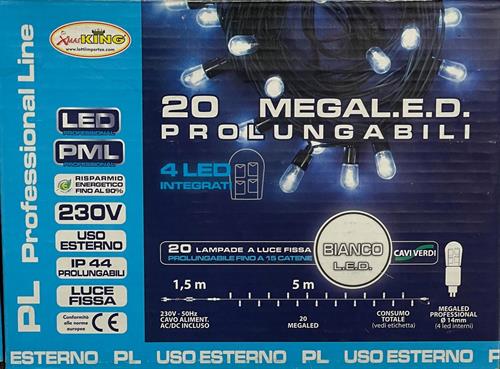 XmasKING
www.lottiimportex.com
PL Professional Line
LED
PROFESSIONAL
PML
PROFESSIONAL
RISPARMIO
ENERGETICO
FINO AL 90%
230V
USO
ESTERNO
IP 44
PROLUNGABILI
LUCE
FISSA
Conformità
alle norme
europee
CE
20 MEGAL.E.D.
PROLUNGABILI
4 LED
INTEGRATI
20 LAMPADE A LUCE FISSA
PROLUNGABILE FINO A 15 CATENE
BIANCO
L.E.D.
CAVI VERDI
1,5 m
5 m
230V - 50Hz
CAVO ALIMENT.
AC/DC INCLUSO
20
MEGALED
CONSUMO
TOTALE
(vedi etichetta)
MEGALED
PROFESSIONAL
Ø 14mm
(4 led interni)
ESTERNO PL USO ESTERNO PL USO ESTERNO